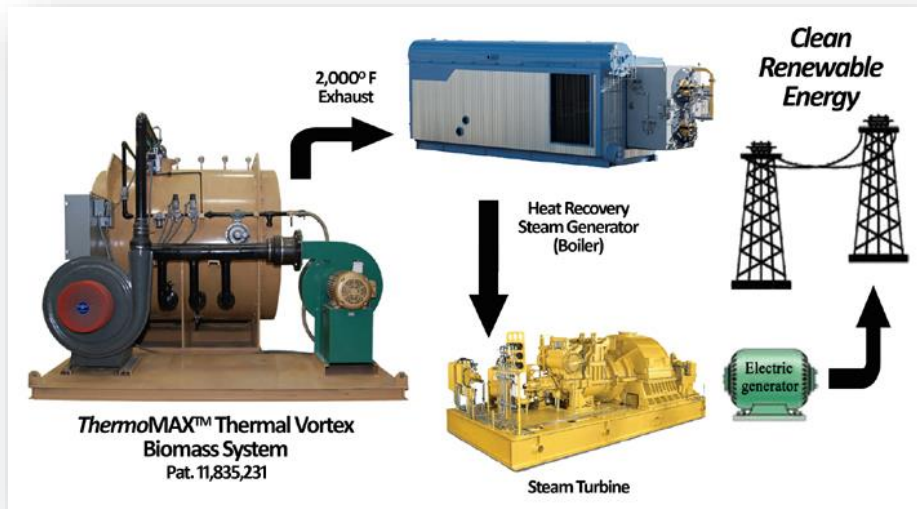 2,000º F
Exhaust
Clean
Renewable
Energy
Heat Recovery
Steam Generator
(Boiler)
Electric
generator
ThermoMAX™ Thermal Vortex
Biomass System
Pat. 11,835,231
Steam Turbine